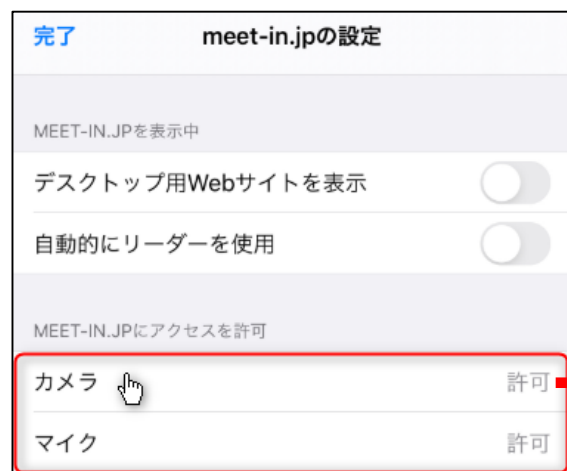 完了 meet-in.jpの設定
MEET-IN.JPを表示中
デスクトップ用Webサイトを表示
自動的にリーダーを使用
MEET-IN.JPにアクセスを許可
カメラ 許可
マイク 許可